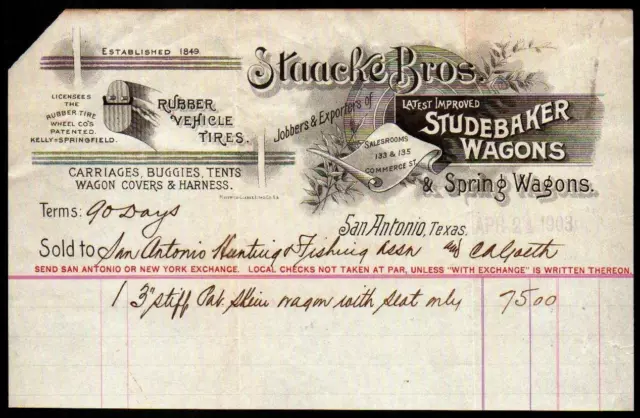 ESTABLISHED 1849.
Staacke Bros.
LICENSEES
THE
RUBBER TIRE
WHEEL CO'S
PATENTED.
KELLY-SPRINGFIELD.
RUBBER
VEHICLE
TIRES.
CARRIAGES, BUGGIES, TENTS
WAGON COVERS & HARNESS.
Jobbers & Exporters of
SALESROOMS
133 & 135
COMMERCE ST.
LATEST IMPROVED
STUDEBAKER
WAGONS
& Spring Wagons.
Terms: 90 Days
San Antonio, Texas.
APR 2 1903
Sold to San Antonio Hunting & Fishing Assn
SEND SAN ANTONIO OR NEW YORK EXCHANGE. LOCAL CHECKS NOT TAKEN AT PAR, UNLESS "WITH EXCHANGE" IS WRITTEN THEREON.
1 3" stiff Pat Skein wagon with seat only 75 00